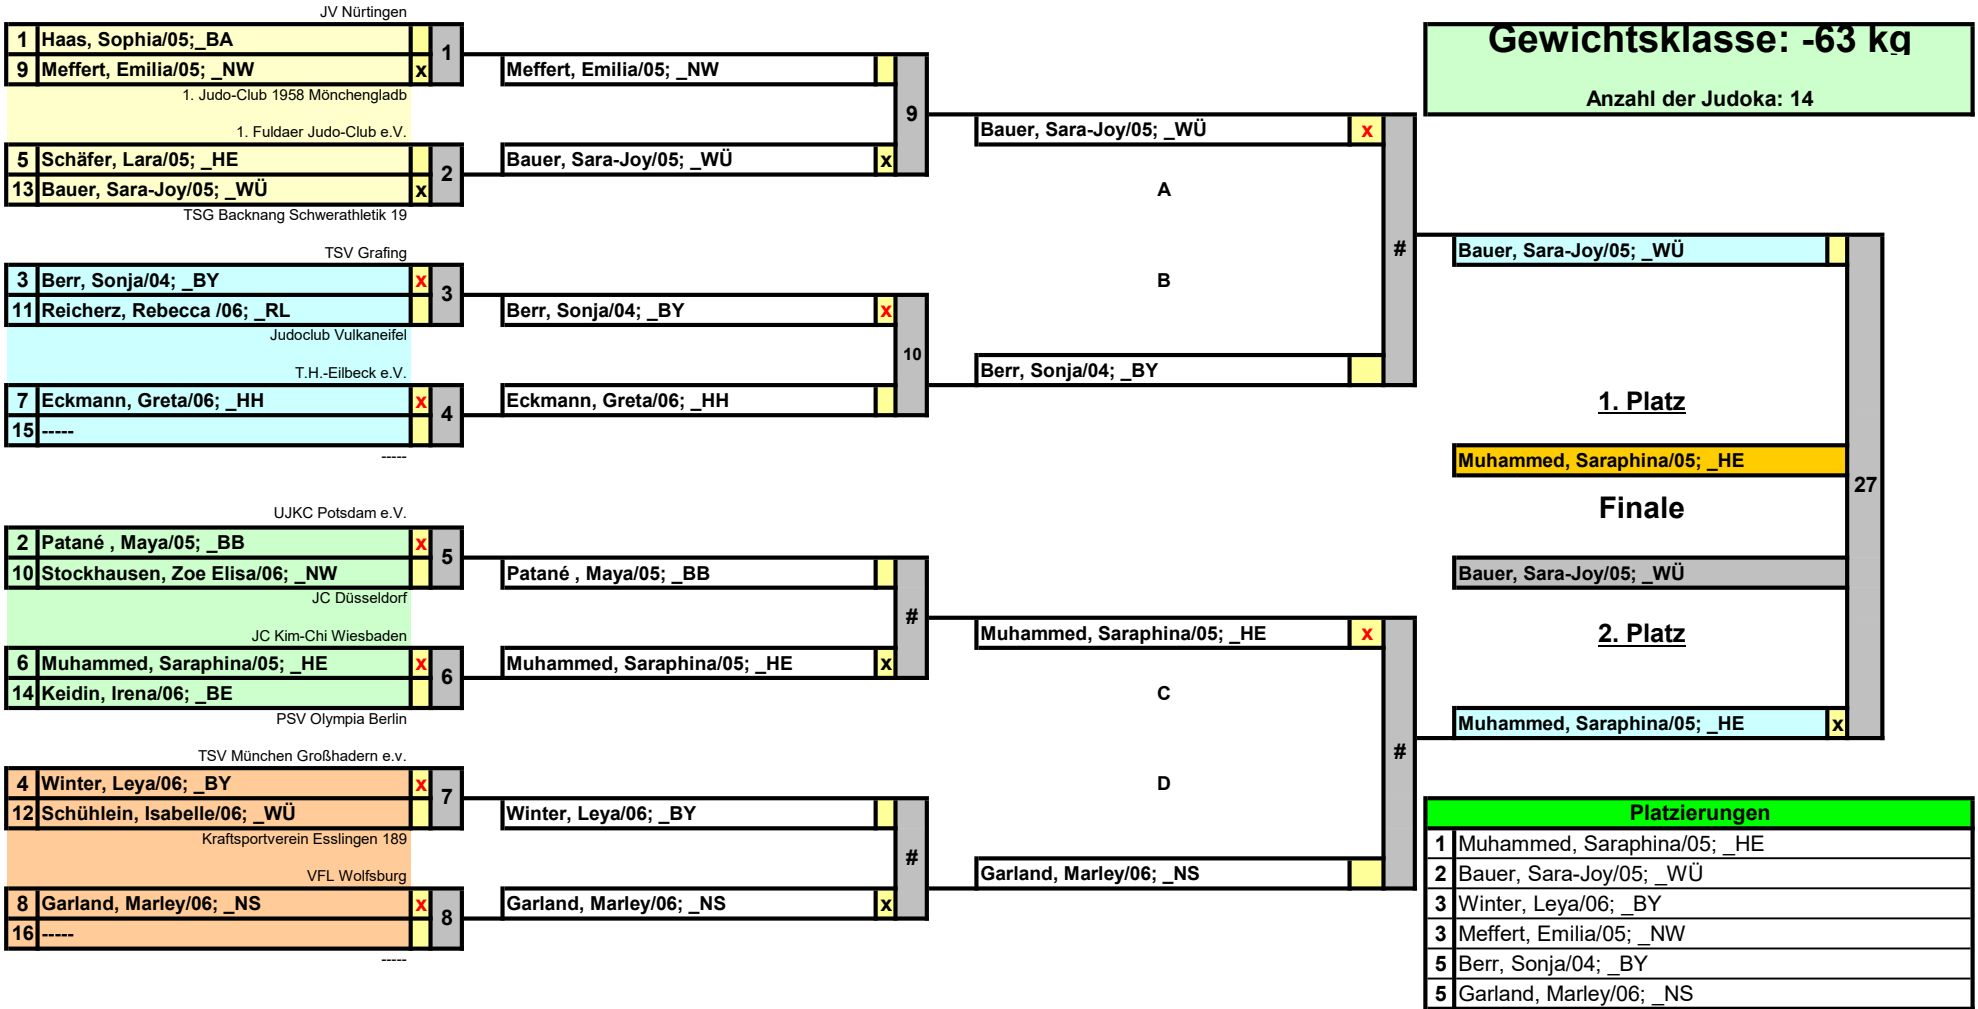 JV Nürtingen
1 Haas, Sophia/05;_BA
1
9 Meffert, Emilia/05; _NW x
1. Judo-Club 1958 Mönchengladb
Meffert, Emilia/05; _NW
9
1. Fuldaer Judo-Club e.V.
5 Schäfer, Lara/05; _HE
2
13 Bauer, Sara-Joy/05; _WÜ x
TSG Backnang Schwerathletik 19
Bauer, Sara-Joy/05; _WÜ x
Bauer, Sara-Joy/05; _WÜ x
A
TSV Grafing
3 Berr, Sonja/04; _BY x
3
11 Reicherz, Rebecca /06; _RL
Judoclub Vulkaneifel
Berr, Sonja/04; _BY x
10
T.H.-Eilbeck e.V.
7 Eckmann, Greta/06; _HH x
4
15 -----
-----
Eckmann, Greta/06; _HH
B
Berr, Sonja/04; _BY
#
UJKC Potsdam e.V.
2 Patané , Maya/05; _BB x
5
10 Stockhausen, Zoe Elisa/06; _NW
JC Düsseldorf
Patané , Maya/05; _BB
#
JC Kim-Chi Wiesbaden
6 Muhammed, Saraphina/05; _HE x
6
14 Keidin, Irena/06; _BE
PSV Olympia Berlin
Muhammed, Saraphina/05; _HE x
Muhammed, Saraphina/05; _HE x
C
TSV München Großhadern e.v.
4 Winter, Leya/06; _BY x
7
12 Schühlein, Isabelle/06; _WÜ
Kraftsportverein Esslingen 189
Winter, Leya/06; _BY
#
VFL Wolfsburg
8 Garland, Marley/06; _NS x
8
16 -----
-----
Garland, Marley/06; _NS x
D
Garland, Marley/06; _NS
#
Gewichtsklasse: -63 kg
Anzahl der Judoka: 14
Bauer, Sara-Joy/05; _WÜ
1. Platz
Muhammed, Saraphina/05; _HE
27
Finale
Bauer, Sara-Joy/05; _WÜ
2. Platz
Muhammed, Saraphina/05; _HE x
Platzierungen
1 Muhammed, Saraphina/05; _HE
2 Bauer, Sara-Joy/05; _WÜ
3 Winter, Leya/06; _BY
3 Meffert, Emilia/05; _NW
5 Berr, Sonja/04; _BY
5 Garland, Marley/06; _NS